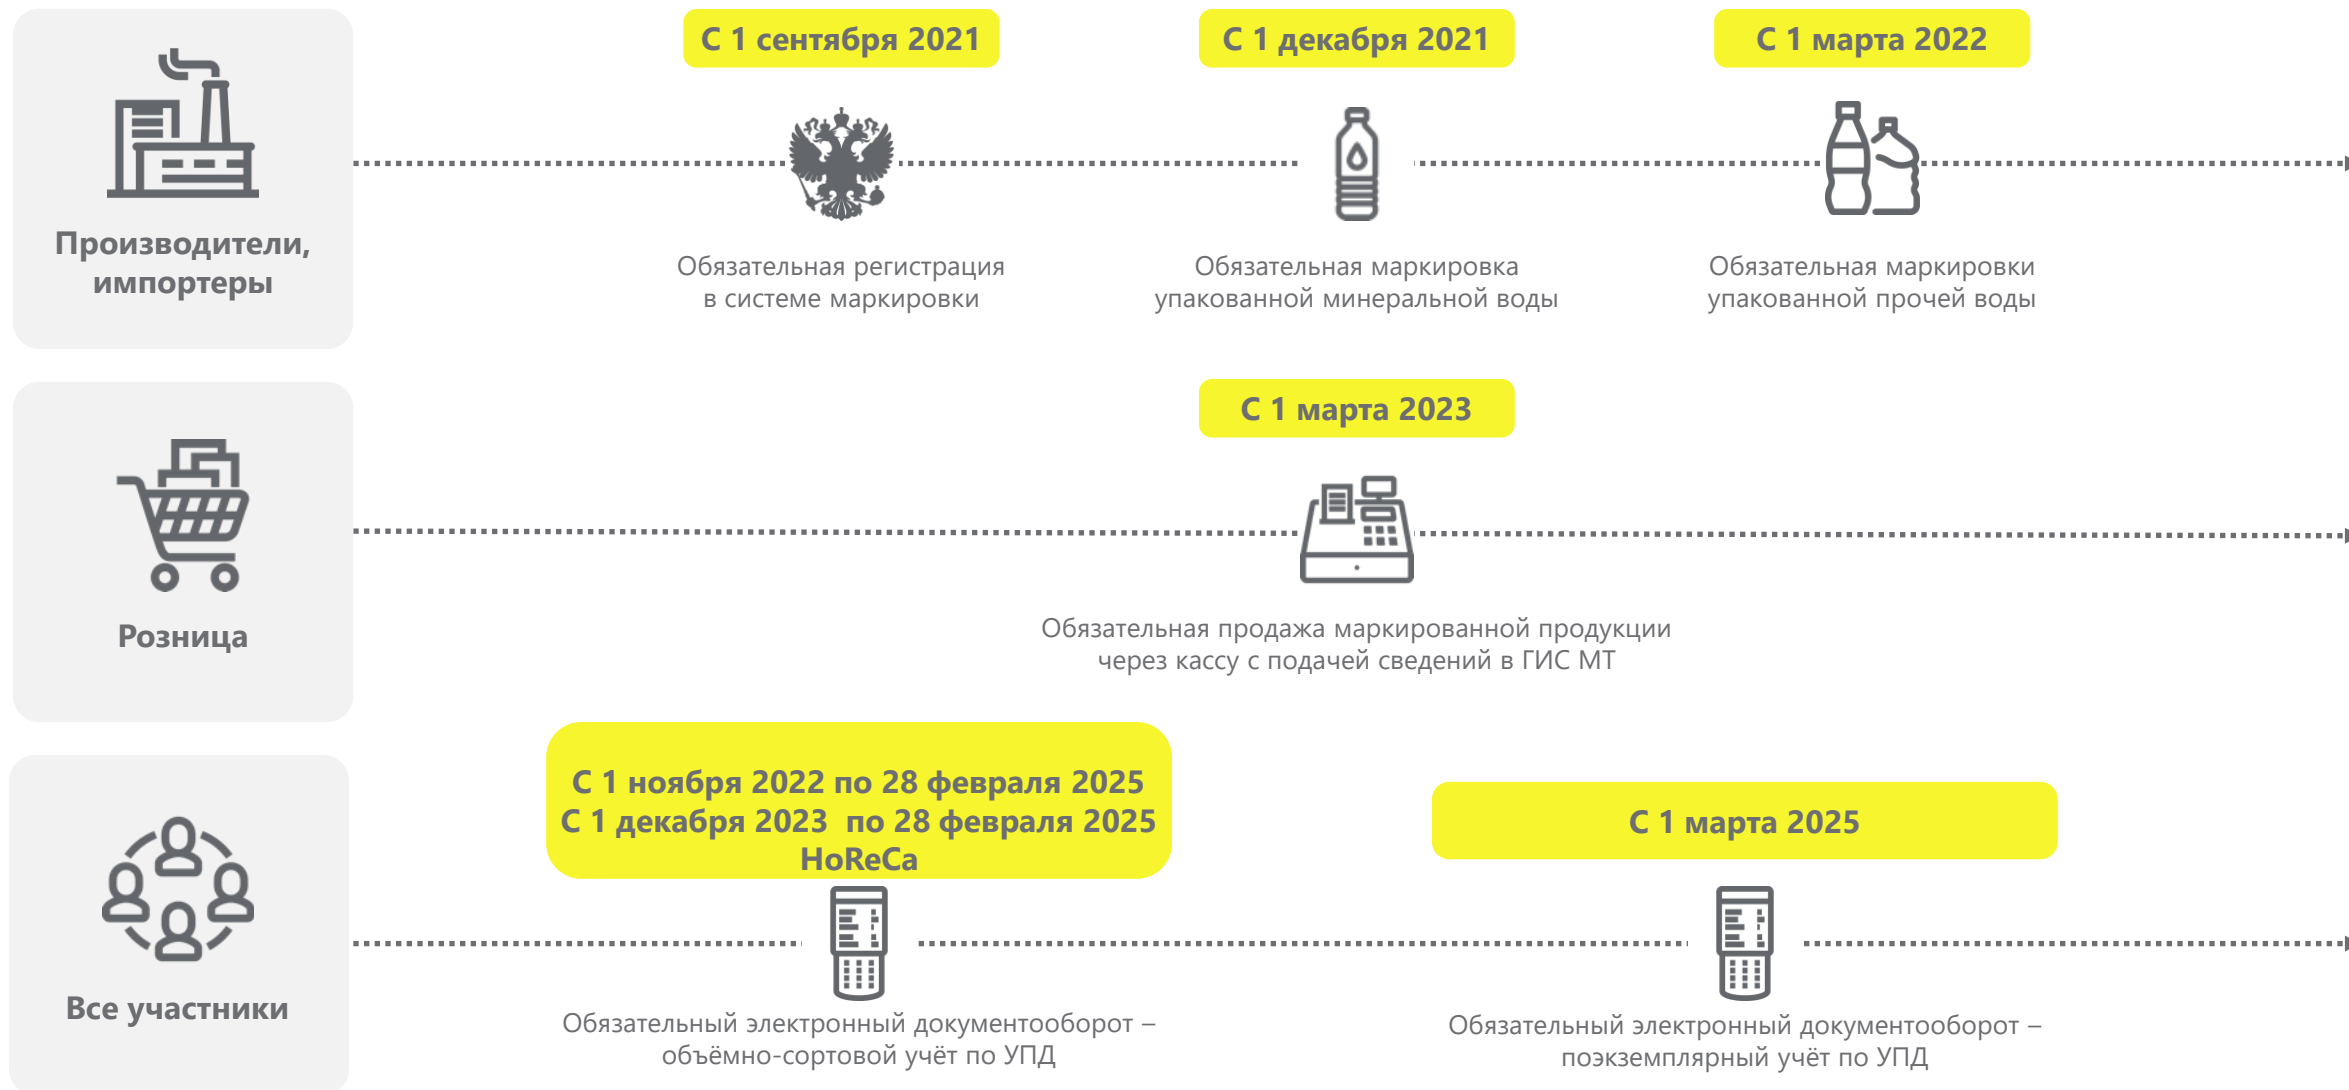 С 1 сентября 2021
С 1 декабря 2021
С 1 марта 2022
Производители,
импортеры
Обязательная регистрация
в системе маркировки
Обязательная маркировка
упакованной минеральной воды
Обязательная маркировки
упакованной прочей воды
С 1 марта 2023
Розница
Обязательная продажа маркированной продукции
через кассу с подачей сведений в ГИС МТ
С 1 ноября 2022 по 28 февраля 2025
С 1 декабря 2023  по 28 февраля 2025
HoReCa
С 1 марта 2025
Все участники
Обязательный электронный документооборот –
объёмно-сортовой учёт по УПД
Обязательный электронный документооборот –
поэкземплярный учёт по УПД